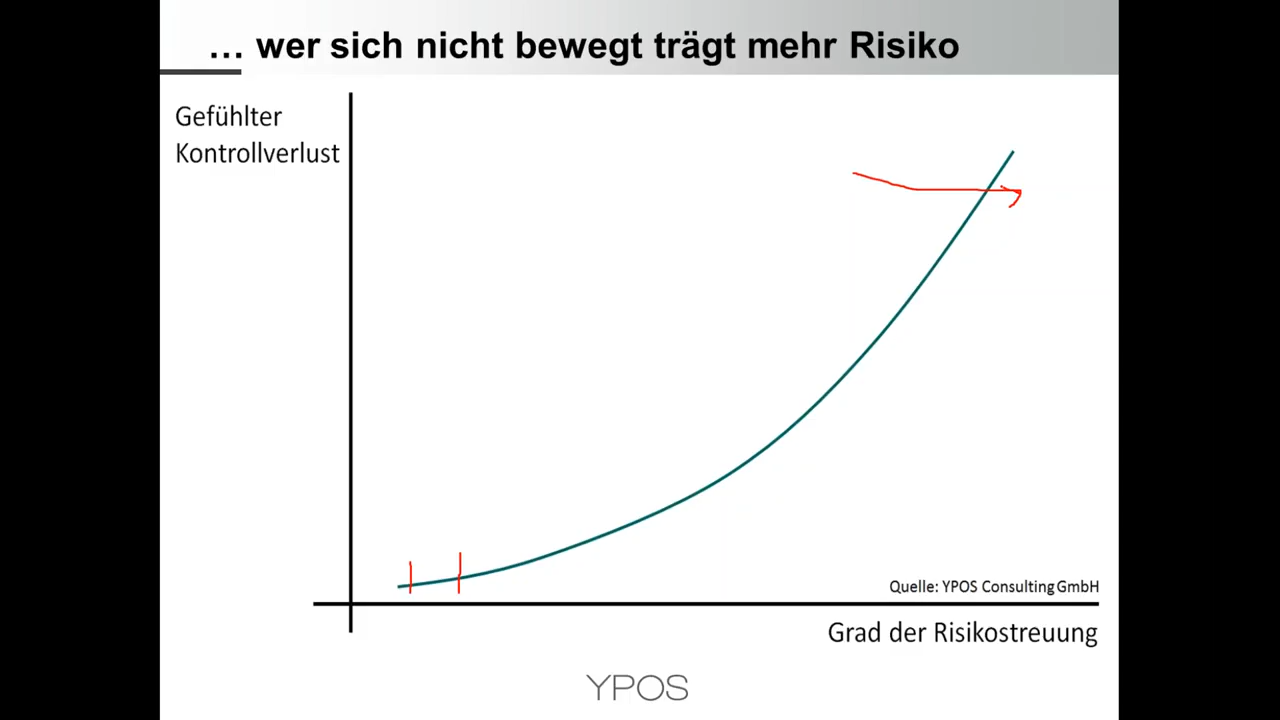 … wer sich nicht bewegt trägt mehr Risiko
Gefühlter
Kontrollverlust
Quelle: YPOS Consulting GmbH
Grad der Risikostreuung
YPOS